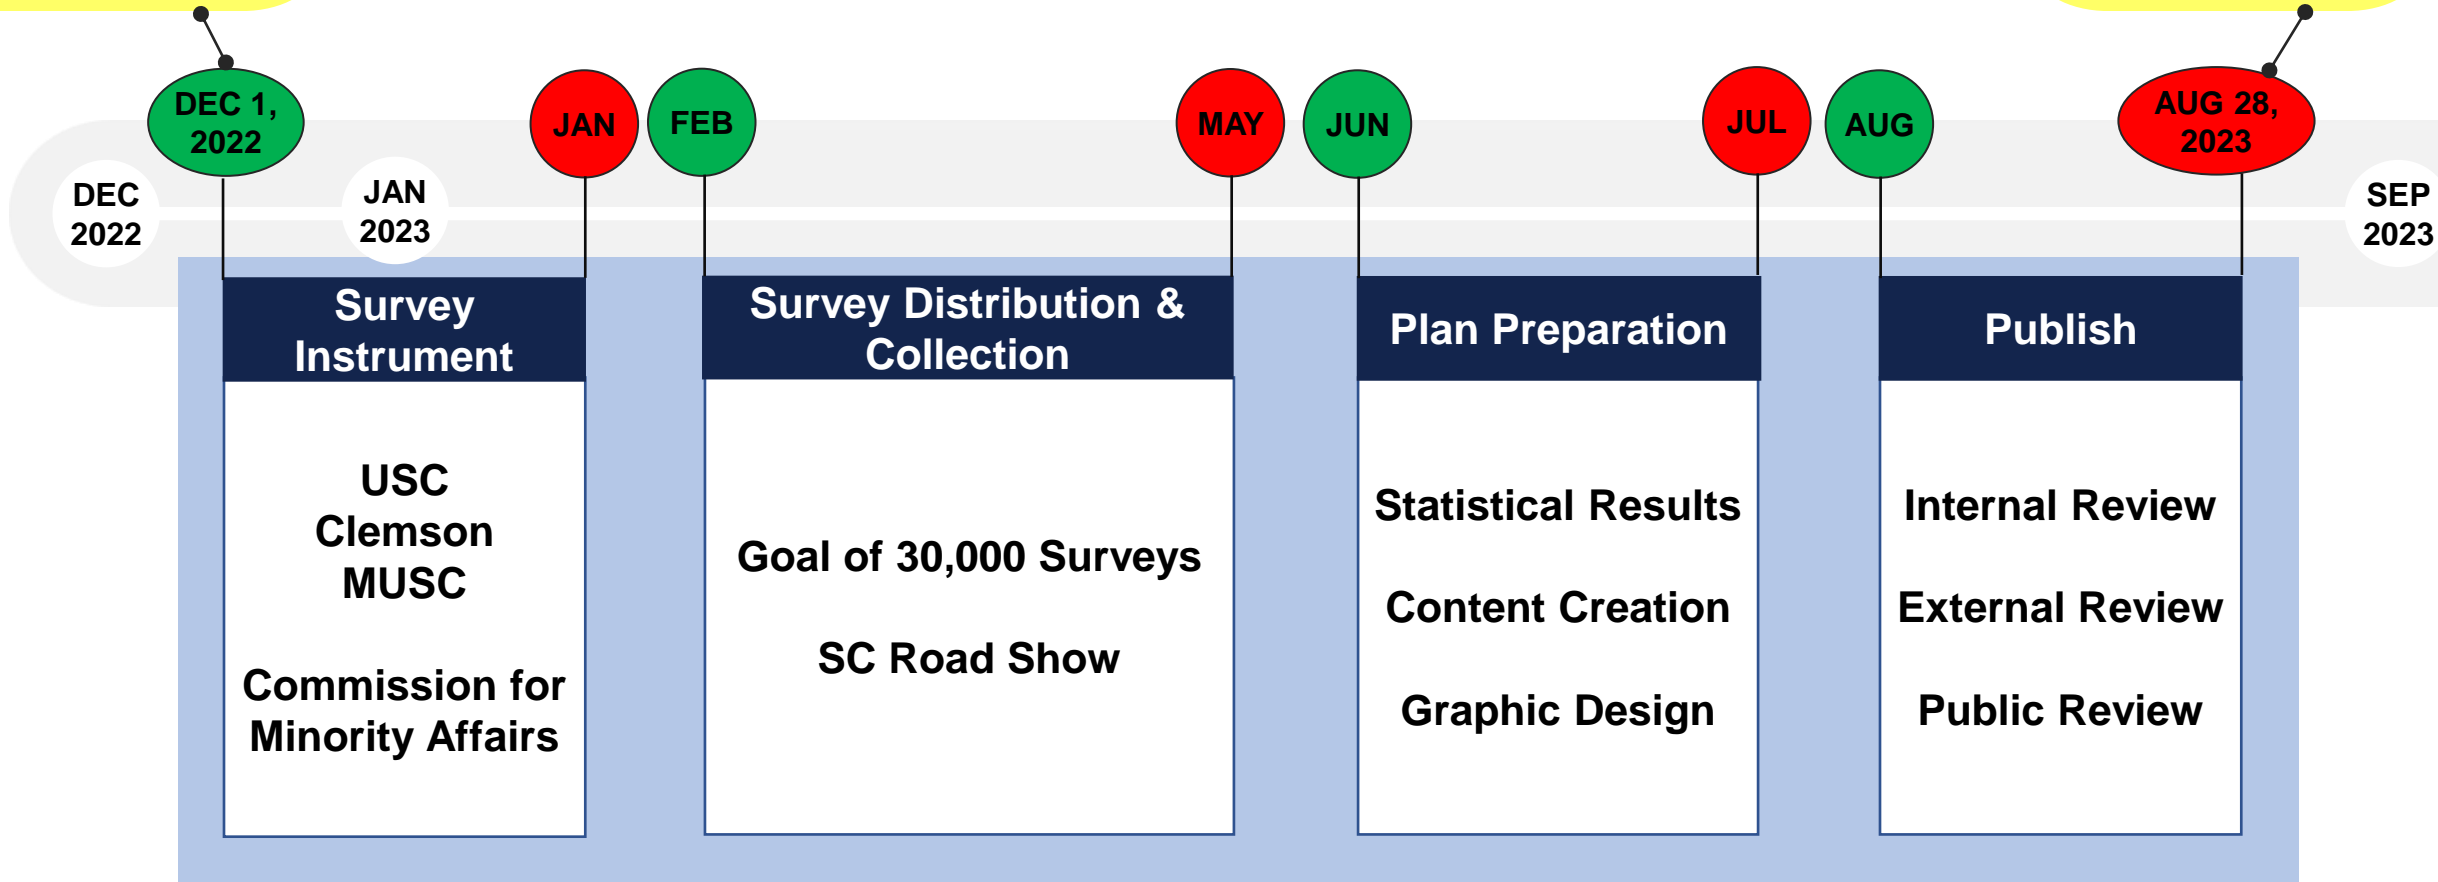 DEC 1,
2022
JAN
FEB
MAY
JUN
JUL
AUG
AUG 28,
2023
DEC
2022
JAN
2023
SEP
2023
Survey
Instrument
USC
Clemson
MUSC
Commission for
Minority Affairs
Survey Distribution &
Collection
Goal of 30,000 Surveys
SC Road Show
Plan Preparation
Statistical Results
Content Creation
Graphic Design
Publish
Internal Review
External Review
Public Review